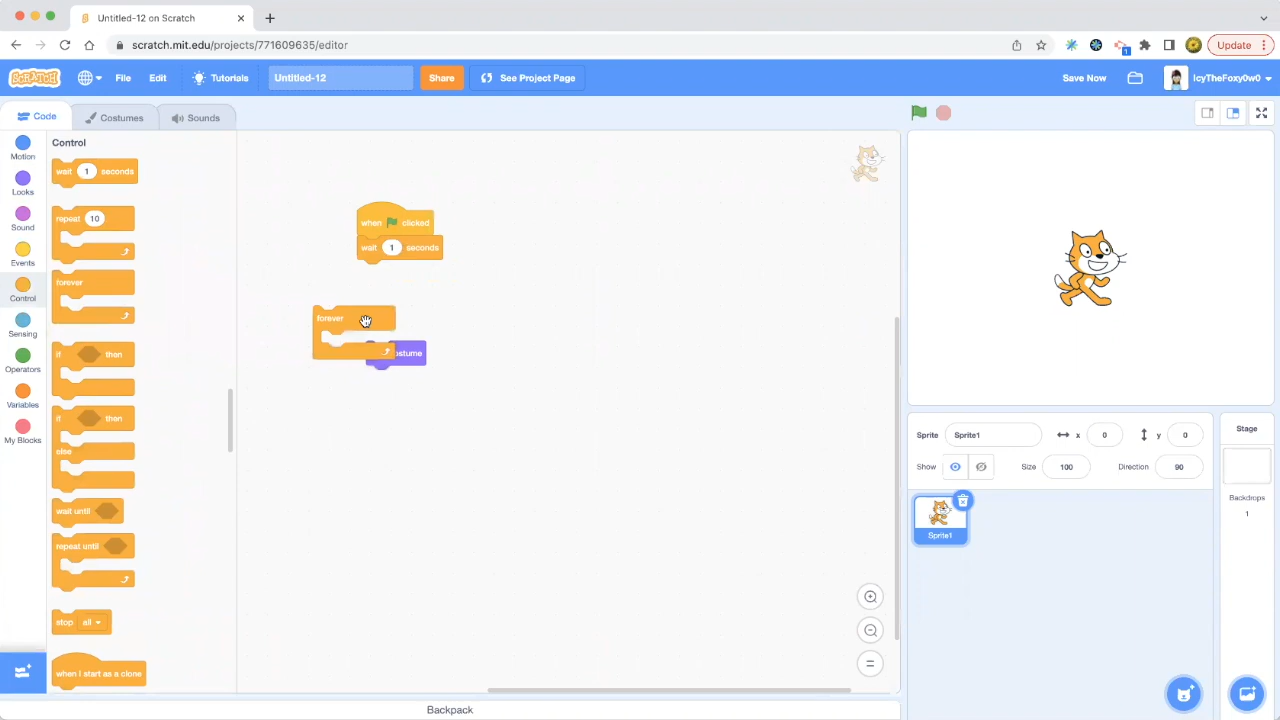 Untitled-12 on Scratch
scratch.mit.edu/projects/771609635/editor
1
Update
SCRATCH
File
Edit
Tutorials
Untitled-12
Share
See Project Page
Save Now
IcyTheFoxy0w0
Code
Costumes
Sounds
Motion
Looks
Sound
Events
Control
Sensing
Operators
Variables
My Blocks
Control
wait 1 seconds
repeat 10
forever
if then
if then
else
wait until
repeat until
stop all
when I start as a clone
when clicked
wait 1 seconds
forever
ostume
Sprite
Sprite1
x
0
y
0
Show
Size
100
Direction
90
Sprite1
Stage
Backdrops
1
Backpack